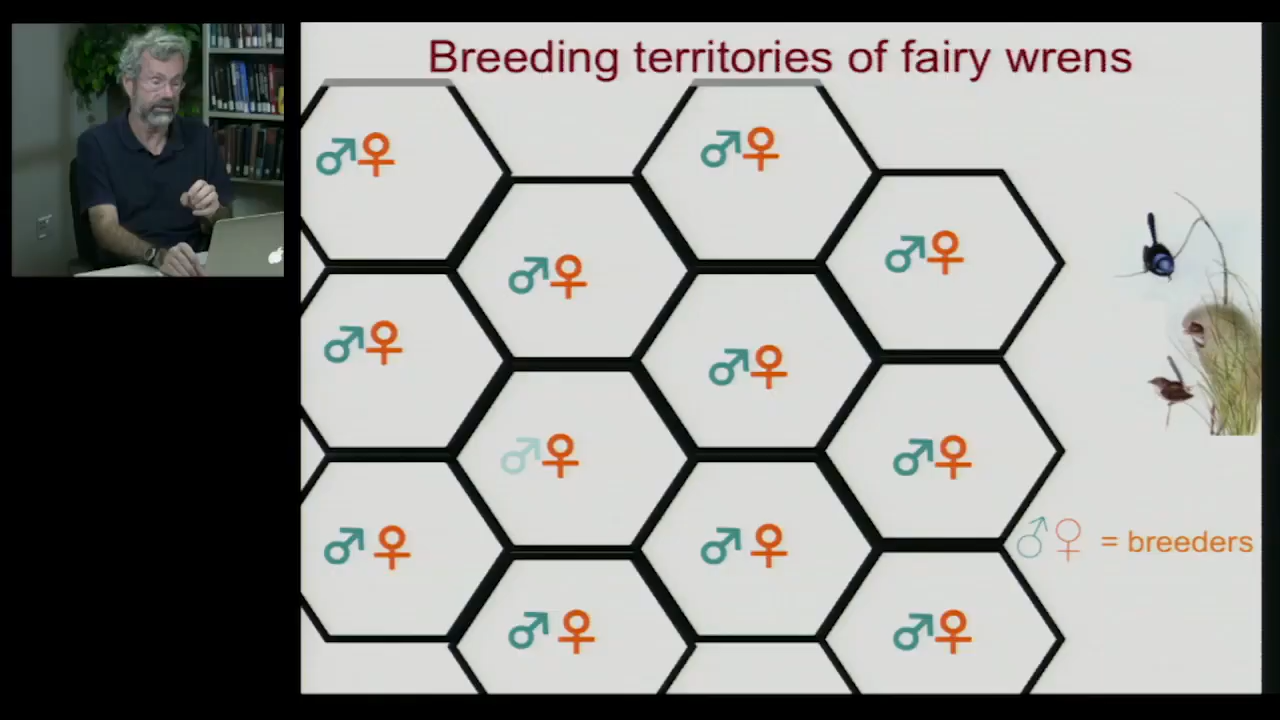 Breeding territories of fairy wrens
♂♀ = breeders